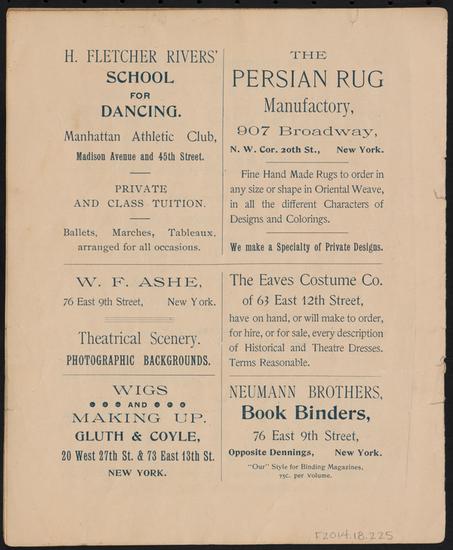 H. FLETCHER RIVERS'
SCHOOL
FOR
DANCING.
Manhattan Athletic Club,
Madison Avenue and 45th Street.
PRIVATE
AND CLASS TUITION.
Ballets, Marches, Tableaux,
arranged for all occasions.
THE
PERSIAN RUG
Manufactory,
907 Broadway,
N. W. Cor. 20th St., New York.
Fine Hand Made Rugs to order in
any size or shape in Oriental Weave,
in all the different Characters of
Designs and Colorings.
We make a Specialty of Private Designs.
W. F. ASHE,
76 East 9th Street, New York.
Theatrical Scenery.
PHOTOGRAPHIC BACKGROUNDS.
The Eaves Costume Co.
of 63 East 12th Street,
have on hand, or will make to order,
for hire, or for sale, every description
of Historical and Theatre Dresses.
Terms Reasonable.
WIGS
AND
MAKING UP.
GLUTH & COYLE,
20 West 27th St. & 73 East 13th St.
NEW YORK.
NEUMANN BROTHERS,
Book Binders,
76 East 9th Street,
Opposite Dennings, New York.
"Our" Style for Binding Magazines,
75c. per volume.
F2014.18.225